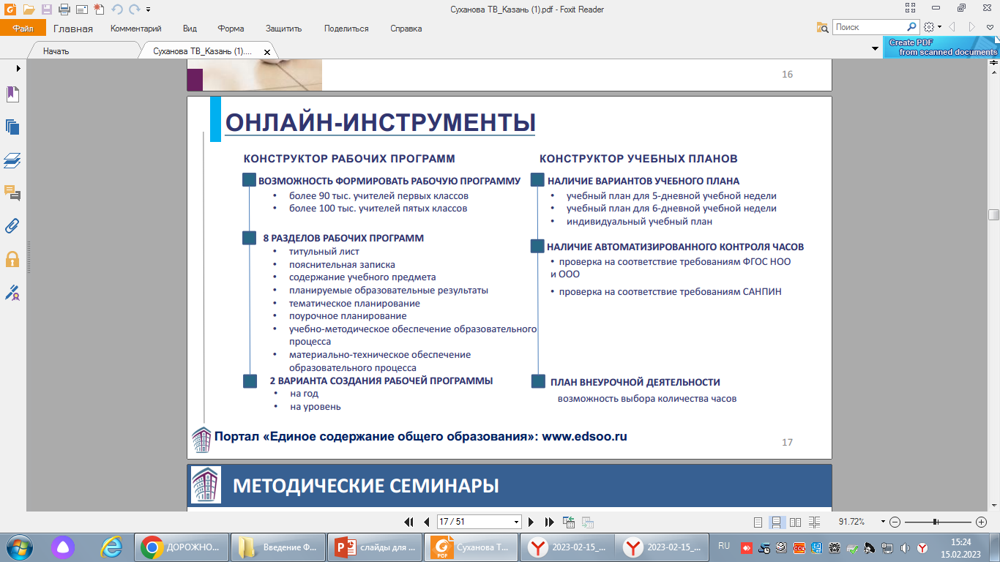 Суханова ТВ_Казань (1).pdf - Foxit Reader
Файл
Главная
Комментарий
Вид
Форма
Защитить
Поделиться
Справка
Поиск
Начать
Суханова ТВ_Казань (1)....
Create PDF
from scanned documents
16
ОНЛАЙН-ИНСТРУМЕНТЫ
КОНСТРУКТОР РАБОЧИХ ПРОГРАММ
ВОЗМОЖНОСТЬ ФОРМИРОВАТЬ РАБОЧУЮ ПРОГРАММУ
• более 90 тыс. учителей первых классов
• более 100 тыс. учителей пятых классов
8 РАЗДЕЛОВ РАБОЧИХ ПРОГРАММ
• титульный лист
• пояснительная записка
• содержание учебного предмета
• планируемые образовательные результаты
• тематическое планирование
• поурочное планирование
• учебно-методическое обеспечение образовательного
процесса
• материально-техническое обеспечение
образовательного процесса
2 ВАРИАНТА СОЗДАНИЯ РАБОЧЕЙ ПРОГРАММЫ
• на год
• на уровень
КОНСТРУКТОР УЧЕБНЫХ ПЛАНОВ
НАЛИЧИЕ ВАРИАНТОВ УЧЕБНОГО ПЛАНА
• учебный план для 5-дневной учебной недели
• учебный план для 6-дневной учебной недели
• индивидуальный учебный план
НАЛИЧИЕ АВТОМАТИЗИРОВАННОГО КОНТРОЛЯ ЧАСОВ
• проверка на соответствие требованиям ФГОС НОО
и ООО
• проверка на соответствие требованиям САНПИН
ПЛАН ВНЕУРОЧНОЙ ДЕЯТЕЛЬНОСТИ
возможность выбора количества часов
Портал «Единое содержание общего образования»: www.edsoo.ru
17
МЕТОДИЧЕСКИЕ СЕМИНАРЫ
17 / 51
91.72%
ДОРОЖНО...
Введение Ф...
слайды для ...
Суханова Т...
2023-02-15_...
2023-02-15_...
RU
15:24
15.02.2023